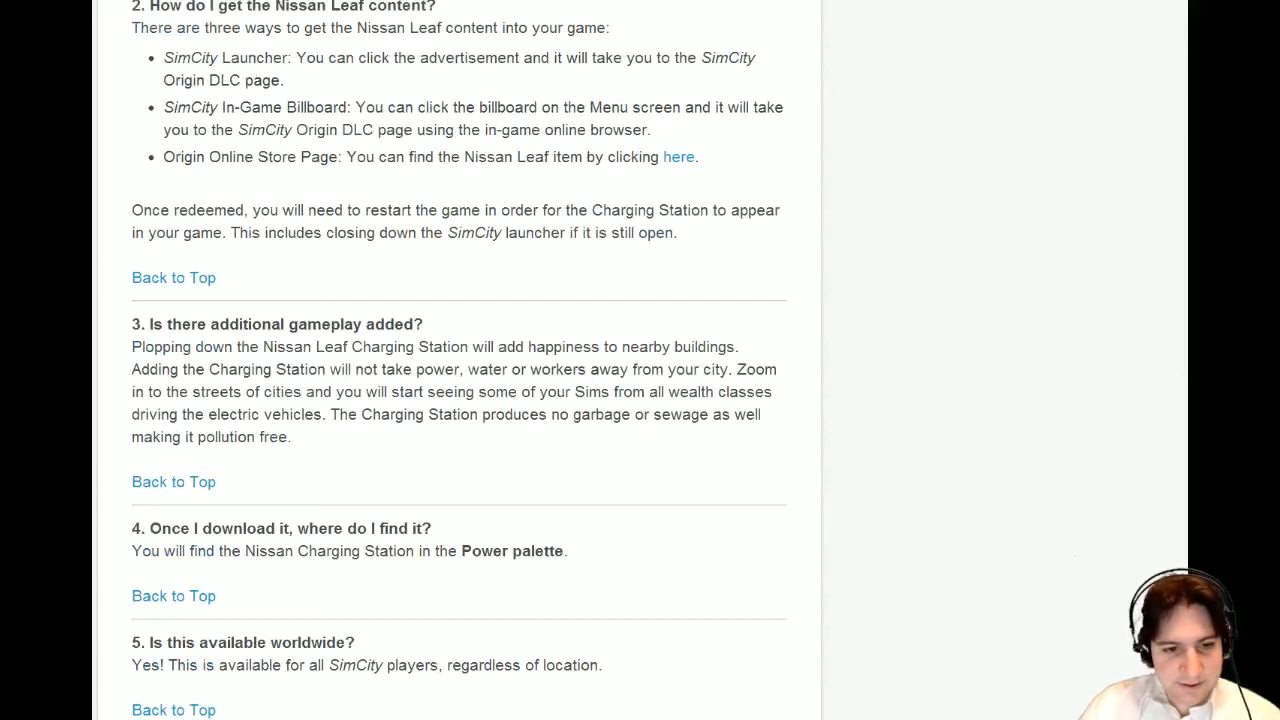 2. How do I get the Nissan Leaf content?
There are three ways to get the Nissan Leaf content into your game:
• SimCity Launcher: You can click the advertisement and it will take you to the SimCity
Origin DLC page.
• SimCity In-Game Billboard: You can click the billboard on the Menu screen and it will take
you to the SimCity Origin DLC page using the in-game online browser.
• Origin Online Store Page: You can find the Nissan Leaf item by clicking here.
Once redeemed, you will need to restart the game in order for the Charging Station to appear
in your game. This includes closing down the SimCity launcher if it is still open.
Back to Top
3. Is there additional gameplay added?
Plopping down the Nissan Leaf Charging Station will add happiness to nearby buildings.
Adding the Charging Station will not take power, water or workers away from your city. Zoom
in to the streets of cities and you will start seeing some of your Sims from all wealth classes
driving the electric vehicles. The Charging Station produces no garbage or sewage as well
making it pollution free.
Back to Top
4. Once I download it, where do I find it?
You will find the Nissan Charging Station in the Power palette.
Back to Top
5. Is this available worldwide?
Yes! This is available for all SimCity players, regardless of location.
Back to Top